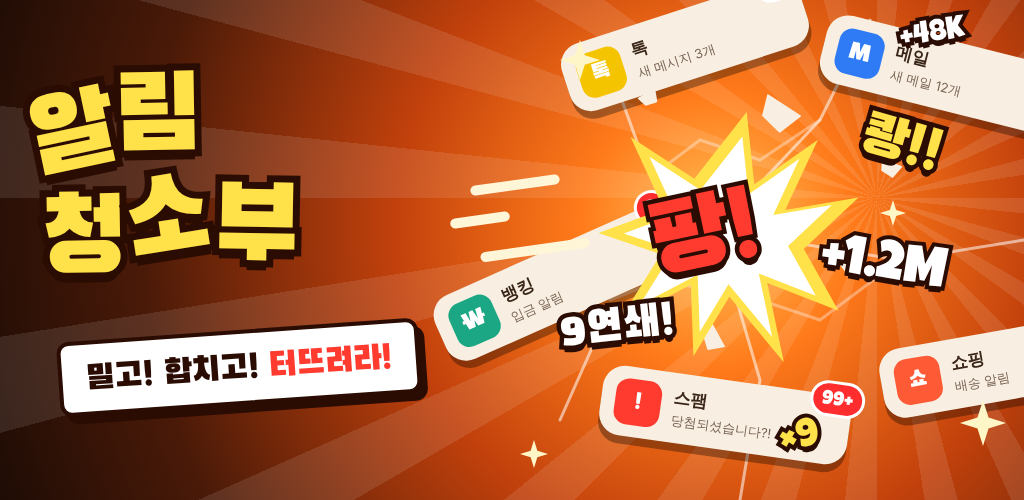 알림
청소부
밀고! 합치고! 터뜨려라!
톡
톡
새 메시지 3개
M
메일
새 메일 12개
+48K
쾅!!
팡!
+1.2M
₩
뱅킹
입금 알림
9연쇄!
!
스팸
당첨되셨습니다?!
99+
+9
쇼
쇼핑
배송 알림